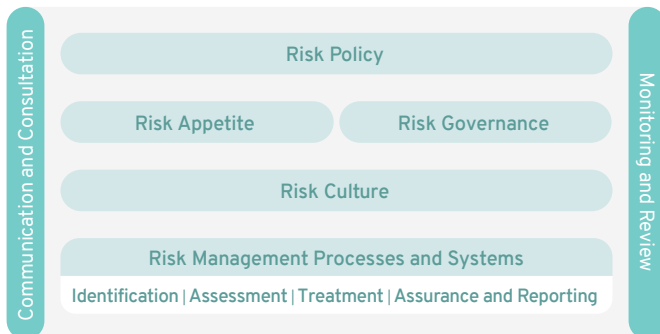 Communication and Consultation
Risk Policy
Risk Appetite
Risk Governance
Risk Culture
Risk Management Processes and Systems
Identification | Assessment | Treatment | Assurance and Reporting
Monitoring and Review